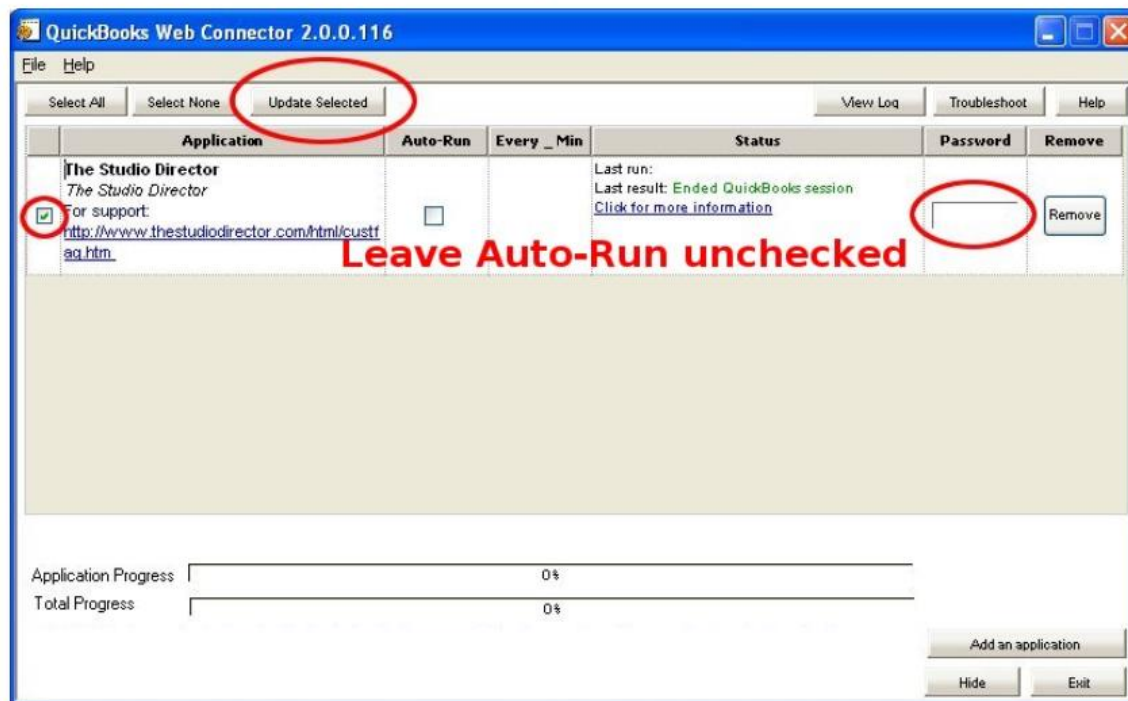 QuickBooks Web Connector 2.0.0.116
File Help
Select All Select None Update Selected View Log Troubleshoot Help
Application Auto-Run Every _ Min Status Password Remove
The Studio Director
The Studio Director
For support:
http://www.thestudiodirector.com/html/custf
aq.htm
Last run:
Last result: Ended QuickBooks session
Click for more information
Remove
Leave Auto-Run unchecked
Application Progress 0%
Total Progress 0%
Add an application
Hide Exit